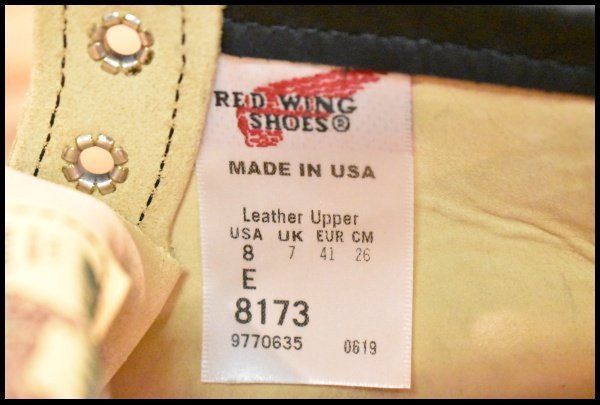 RED WING
SHOES®
MADE IN USA
Leather Upper
USA UK EUR CM
8 7 41 26
E
8173
9770635 0619